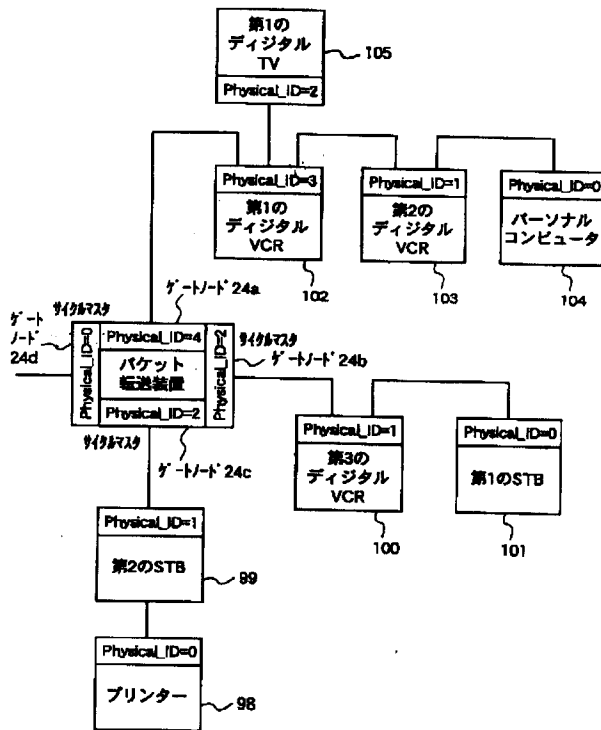 第1の
ディジタル
TV
Physical_ID=2
105
Physical_ID=3
第1の
ディジタル
VCR
102
Physical_ID=1
第2の
ディジタル
VCR
103
Physical_ID=0
パーソナル
コンピュータ
104
ゲートノード24a
サイクルマスタ
ゲート
ノード
24d
Physical_ID=0
Physical_ID=4
パケット
転送装置
Physical_ID=2
Physical_ID=2
サイクルマスタ
ゲートノード24b
サイクルマスタ
ゲートノード24c
Physical_ID=1
第3の
ディジタル
VCR
100
Physical_ID=0
第1のSTB
101
Physical_ID=1
第2のSTB
99
Physical_ID=0
プリンター
98